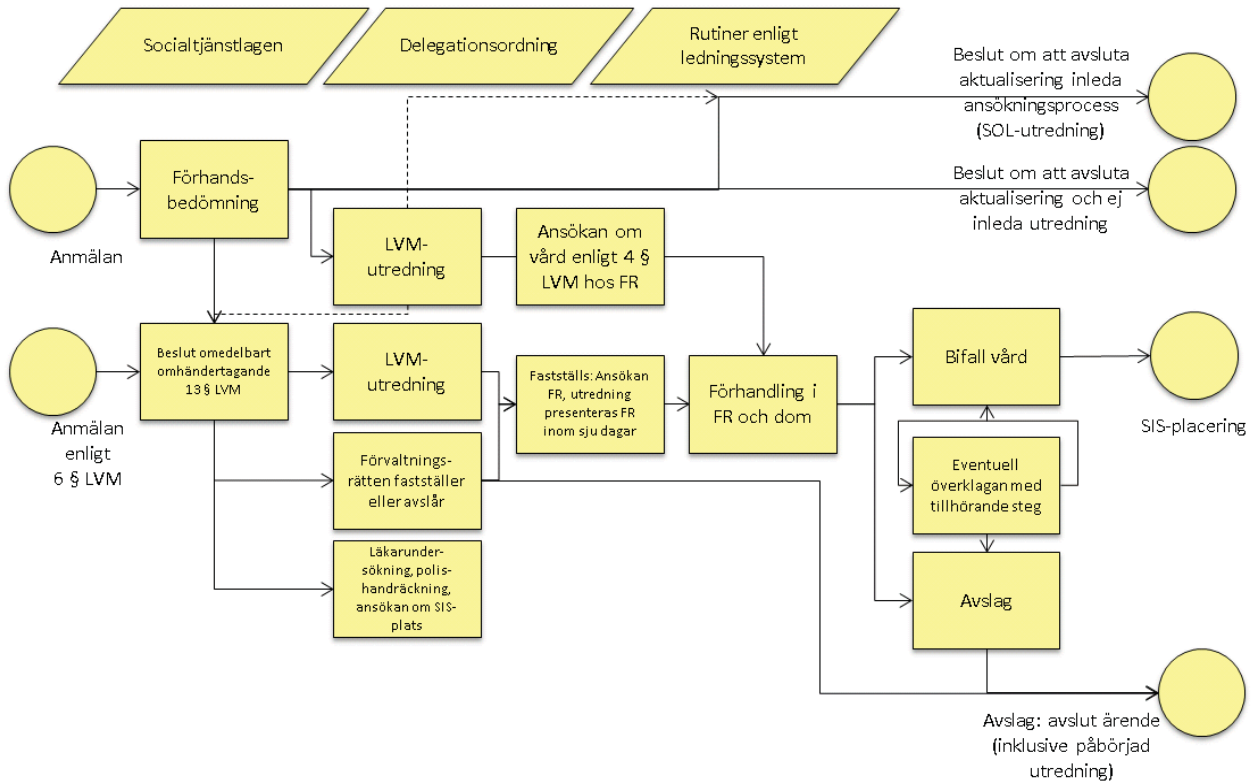 Socialtjänstlagen
Delegationsordning
Rutiner enligt
ledningssystem
Beslut om att avsluta
aktualisering inleda
ansökningsprocess
(SOL-utredning)
Förhands-
bedömning
Anmälan
Beslut om att avsluta
aktualisering och ej
inleda utredning
LVM-
utredning
Ansökan om
vård enligt 4 §
LVM hos FR
Beslut omedelbart
omhändertagande
13 § LVM
Anmälan
enligt
6 § LVM
LVM-
utredning
Fastställs: Ansökan
FR, utredning
presenteras FR
inom sju dagar
Förhandling i
FR och dom
Bifall vård
SIS-placering
Förvaltnings-
rätten fastställer
eller avslår
Eventuell
överklagan med
tillhörande steg
Läkarunder-
sökning, polis-
handräckning,
ansökan om SIS-
plats
Avslag
Avslag: avslut ärende
(inklusive påbörjad
utredning)